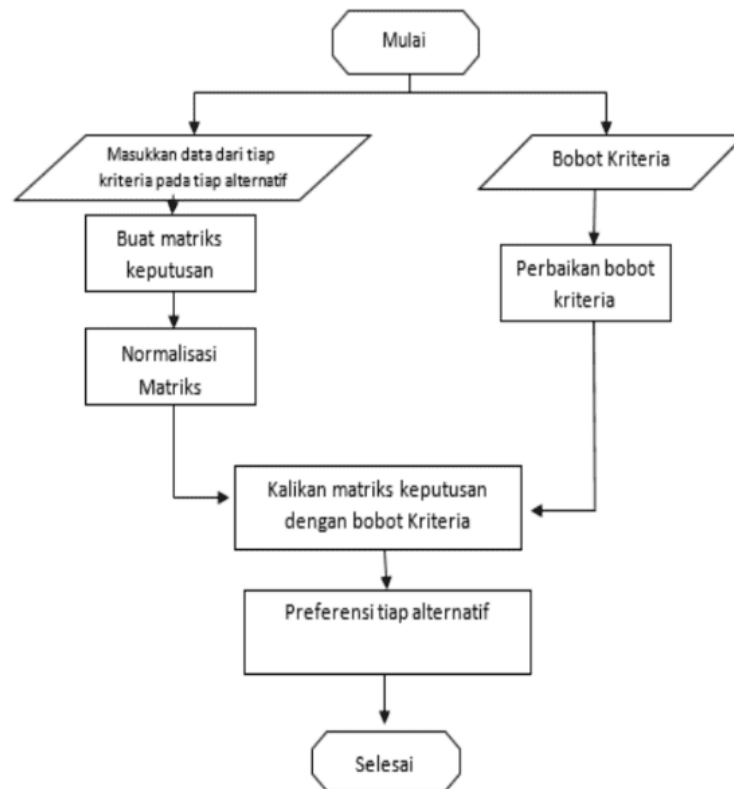 Mulai
Masukkan data dari tiap
kriteria pada tiap alternatif
Bobot Kriteria
Buat matriks
keputusan
Perbaikan bobot
kriteria
Normalisasi
Matriks
Kalikan matriks keputusan
dengan bobot Kriteria
Preferensi tiap alternatif
Selesai